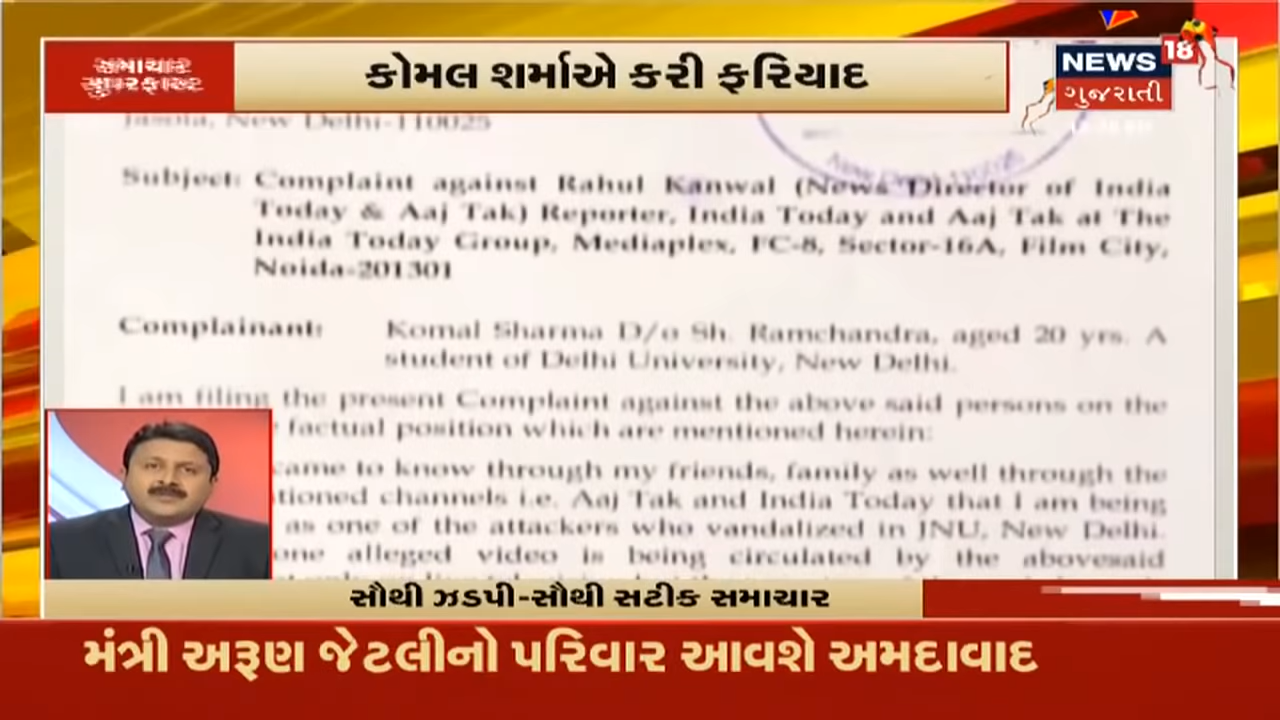 સમાચાર
સુપરફાસ્ટ
કોમલ શર્માએ કરી ફરિયાદ
NEWS 18
ગુજરાતી
Jasola, New Delhi-110025
Subject: Complaint against Rahul Kanwal (News Director of India
Today & Aaj Tak) Reporter, India Today and Aaj Tak at The
India Today Group, Mediaplex, FC-8, Sector-16A, Film City,
Noida-201301
Complainant: Komal Sharma D/o Sh. Ramchandra, aged 20 yrs. A
student of Delhi University, New Delhi.
I am filing the present Complaint against the above said persons on the
factual position which are mentioned herein:
came to know through my friends, family as well through the
tioned channels i.e. Aaj Tak and India Today that I am being
as one of the attackers who vandalized in JNU, New Delhi.
one alleged video is being circulated by the abovesaid
સૌથી ઝડપી-સૌથી સટીક સમાચાર
મંત્રી અરૂણ જેટલીનો પરિવાર આવશે અમદાવાદ